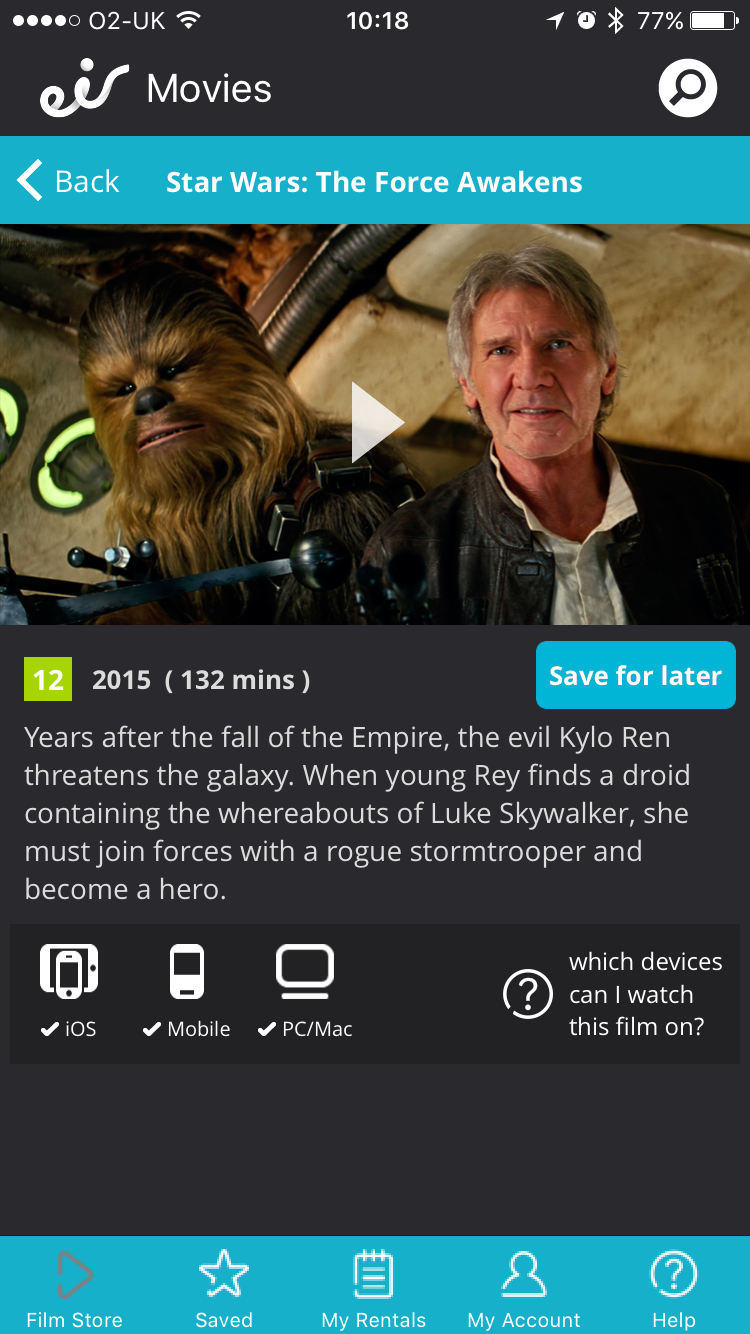 O2-UK 10:18 77%
eir Movies
Back Star Wars: The Force Awakens
12 2015 ( 132 mins ) Save for later
Years after the fall of the Empire, the evil Kylo Ren
threatens the galaxy. When young Rey finds a droid
containing the whereabouts of Luke Skywalker, she
must join forces with a rogue stormtrooper and
become a hero.
iOS Mobile PC/Mac
which devices
can I watch
this film on?
Film Store Saved My Rentals My Account Help